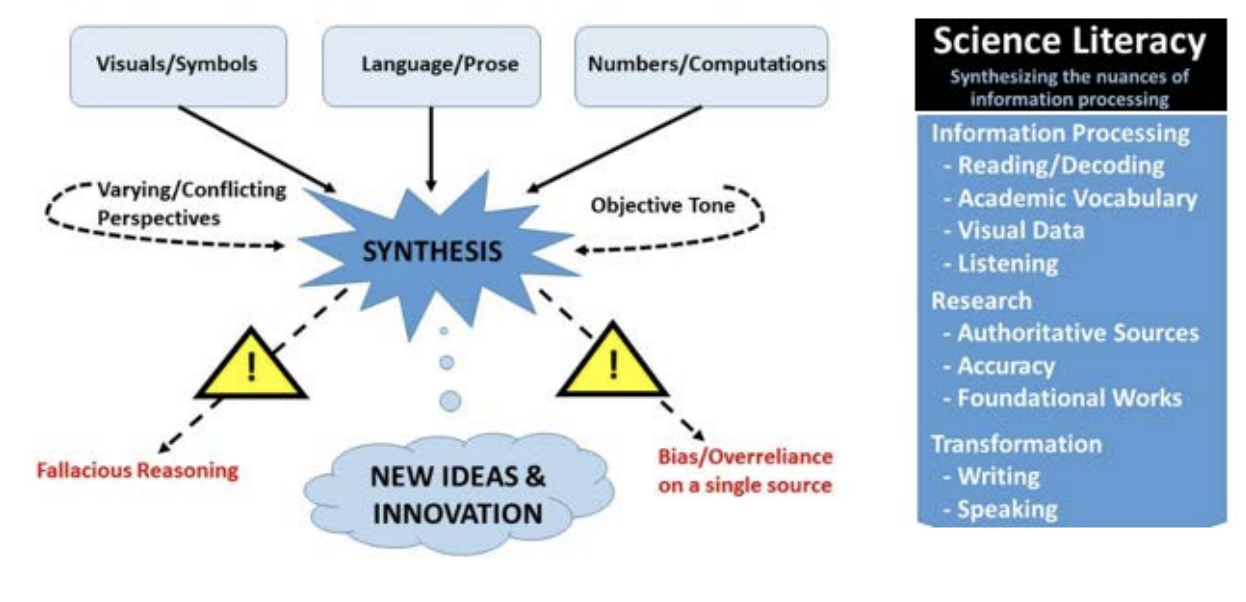 Visuals/Symbols
Language/Prose
Numbers/Computations
Varying/Conflicting
Perspectives
Objective Tone
SYNTHESIS
!
!
Fallacious Reasoning
NEW IDEAS &
INNOVATION
Bias/Overreliance
on a single source
Science Literacy
Synthesizing the nuances of
information processing
Information Processing
- Reading/Decoding
- Academic Vocabulary
- Visual Data
- Listening
Research
- Authoritative Sources
- Accuracy
- Foundational Works
Transformation
- Writing
- Speaking